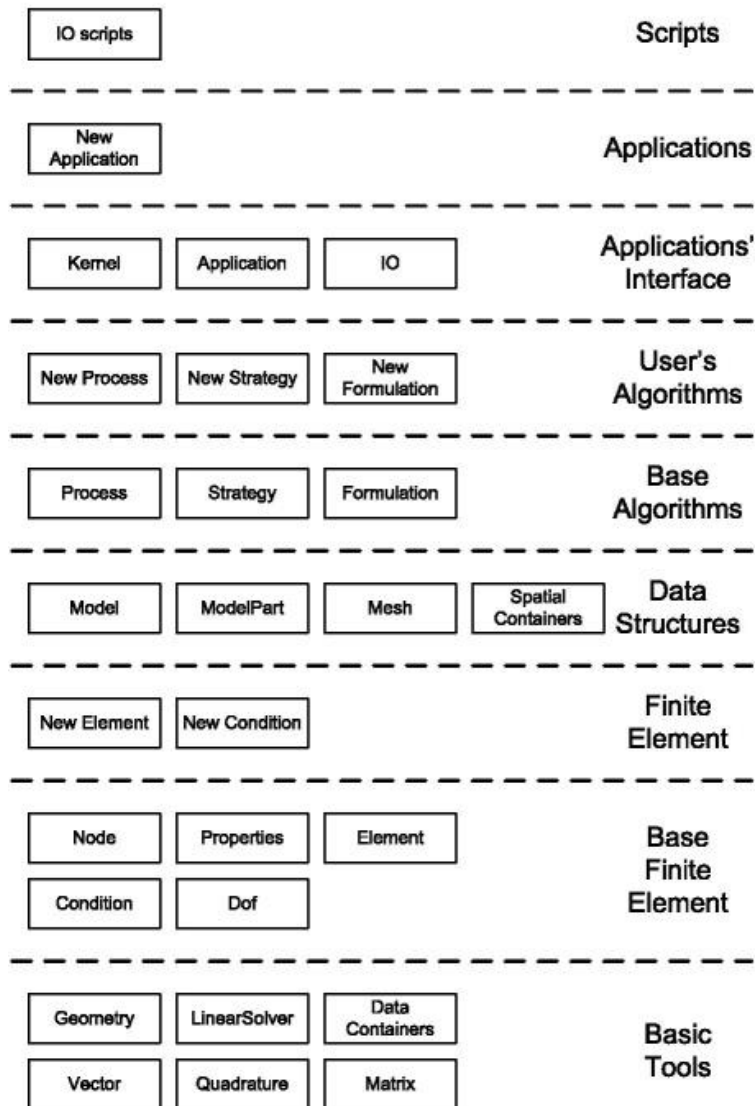 IO scripts
Scripts
New
Application
Applications
Kernel
Application
IO
Applications'
Interface
New Process
New Strategy
New
Formulation
User's
Algorithms
Process
Strategy
Formulation
Base
Algorithms
Model
ModelPart
Mesh
Spatial
Containers
Data
Structures
New Element
New Condition
Finite
Element
Node
Properties
Element
Condition
Dof
Base
Finite
Element
Geometry
LinearSolver
Data
Containers
Vector
Quadrature
Matrix
Basic
Tools